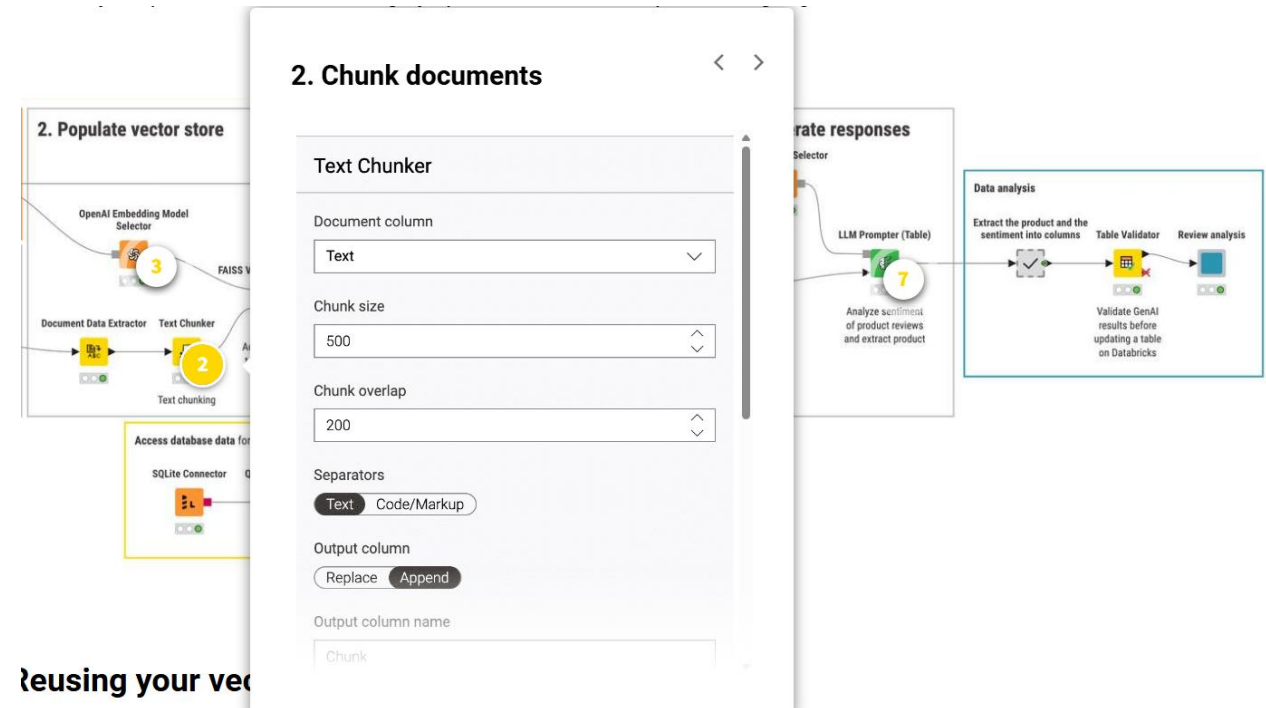 2. Chunk documents
Text Chunker
Document column
Text
Chunk size
500
Chunk overlap
200
Separators
Text Code/Markup
Output column
Replace Append
Output column name
Chunk
2. Populate vector store
OpenAI Embedding Model
Selector
3
FAISS V
Document Data Extractor
Text Chunker
2
Text chunking
Access database data for
SQLite Connector
rate responses
Selector
LLM Prompter (Table)
7
Analyze sentiment
of product reviews
and extract product
Data analysis
Extract the product and the
sentiment into columns
Table Validator
Review analysis
Validate GenAI
results before
updating a table
on Databricks
Reusing your vec